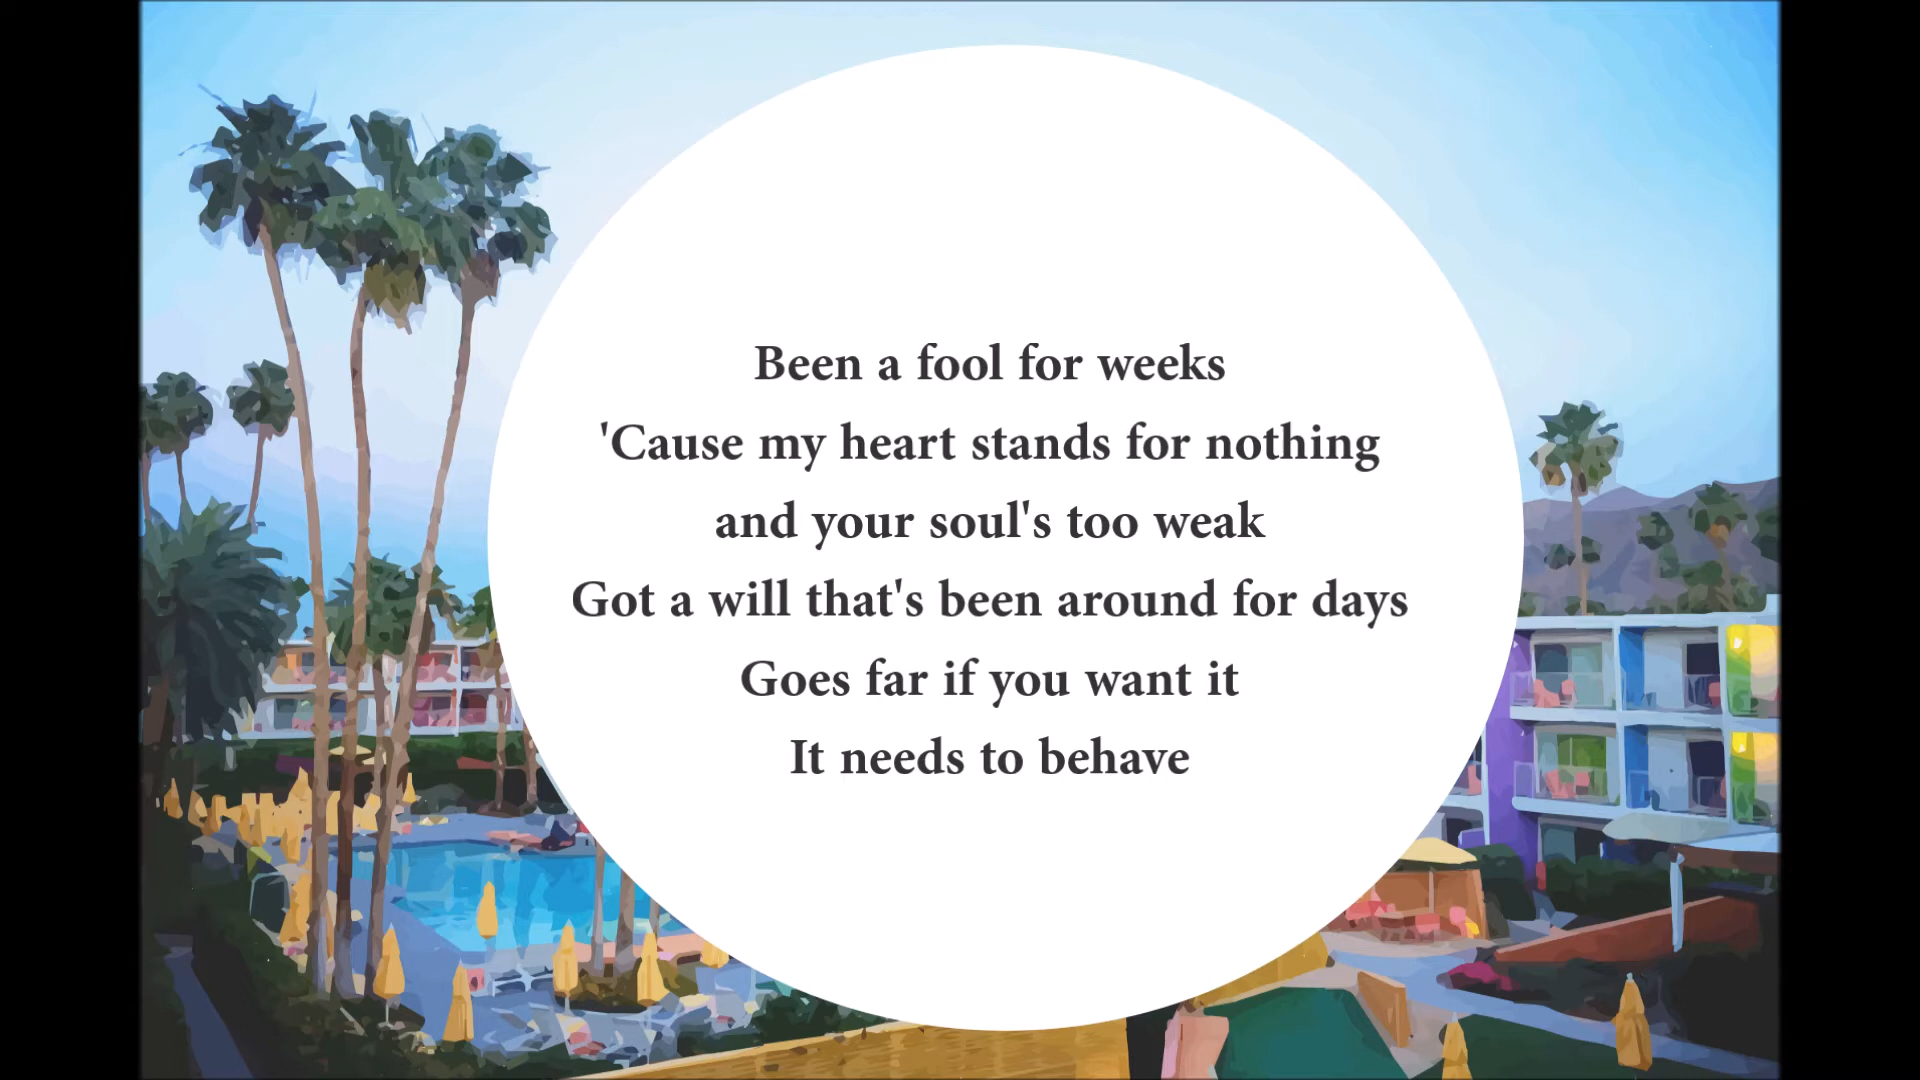 Been a fool for weeks
'Cause my heart stands for nothing
and your soul's too weak
Got a will that's been around for days
Goes far if you want it
It needs to behave